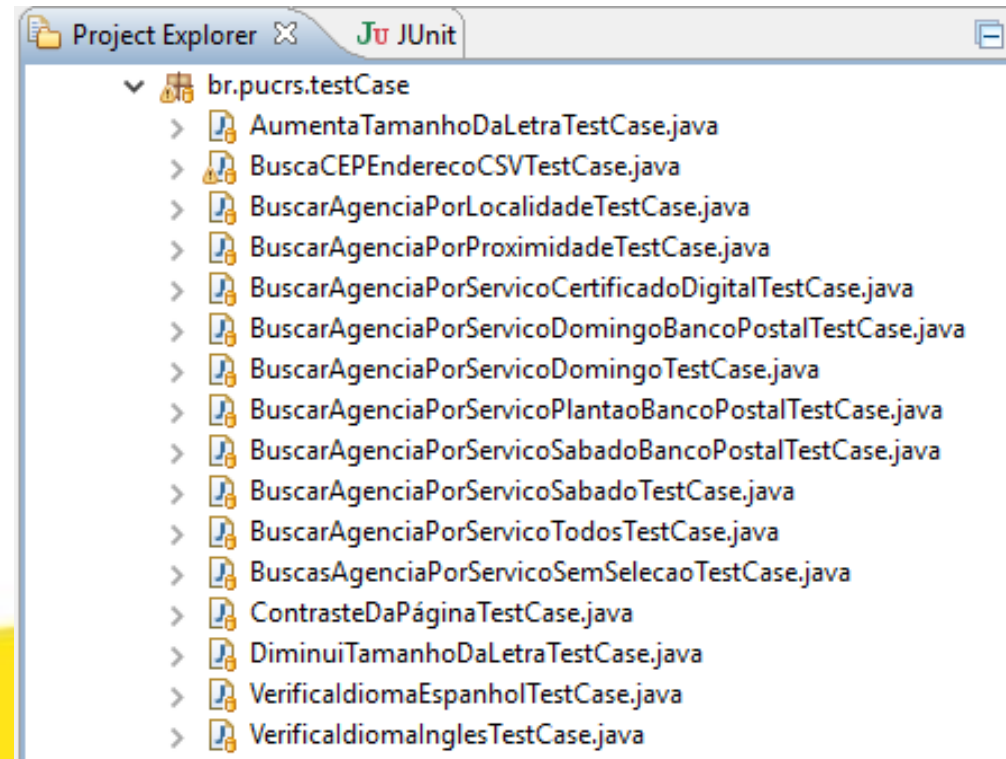 Project Explorer JU JUnit
br.pucrs.testCase
AumentaTamanhoDaLetraTestCase.java
BuscaCEPEnderecoCSVTestCase.java
BuscarAgenciaPorLocalidadeTestCase.java
BuscarAgenciaPorProximidadeTestCase.java
BuscarAgenciaPorServicoCertificadoDigitalTestCase.java
BuscarAgenciaPorServicoDomingoBancoPostalTestCase.java
BuscarAgenciaPorServicoDomingoTestCase.java
BuscarAgenciaPorServicoPlantaoBancoPostalTestCase.java
BuscarAgenciaPorServicoSabadoBancoPostalTestCase.java
BuscarAgenciaPorServicoSabadoTestCase.java
BuscarAgenciaPorServicoTodosTestCase.java
BuscasAgenciaPorServicoSemSelecaoTestCase.java
ContrasteDaPáginaTestCase.java
DiminuiTamanhoDaLetraTestCase.java
VerificaIdiomaEspanholTestCase.java
VerificaIdiomaInglesTestCase.java